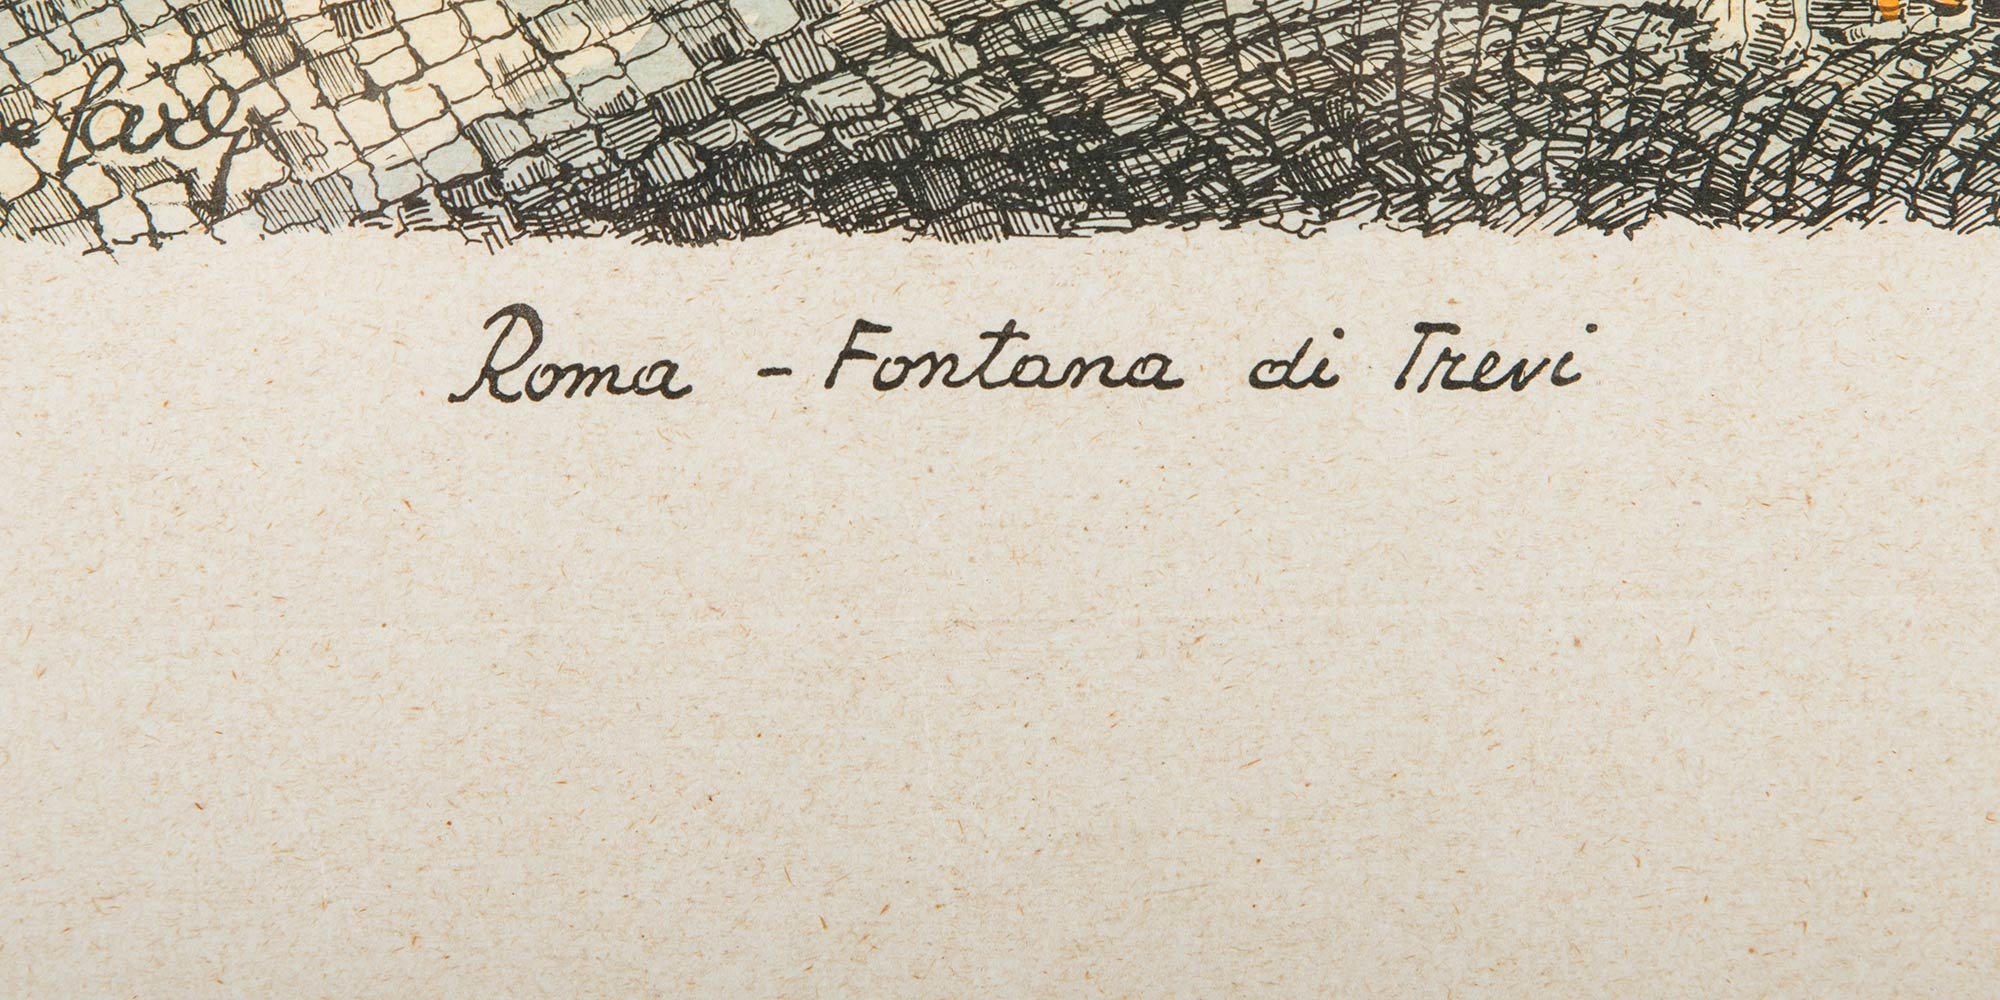 Roma - Fontana di Trevi